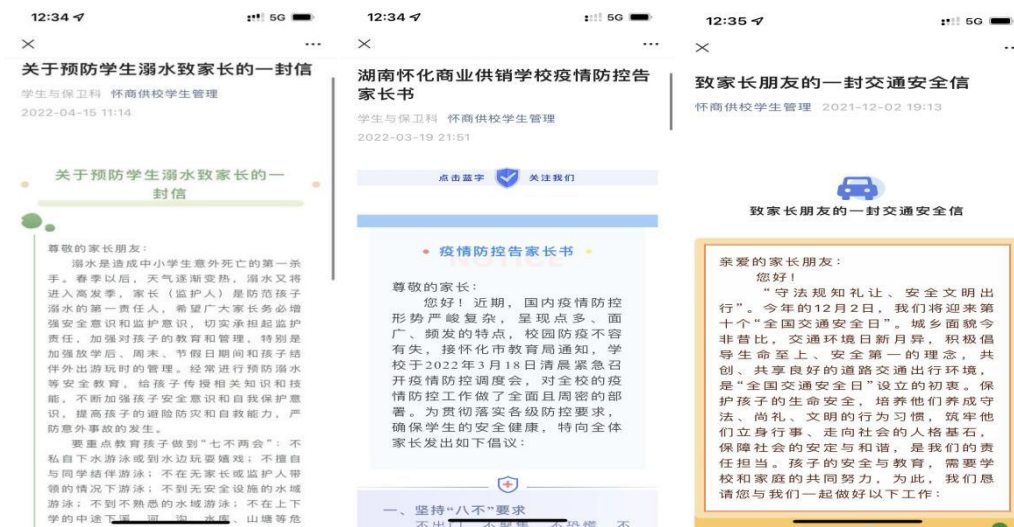 12:34
5G
关于预防学生溺水致家长的一封信
学生与保卫科 怀商供校学生管理
2022-04-15 11:14
关于预防学生溺水致家长的一
封信
尊敬的家长朋友：
溺水是造成中小学生意外死亡的第一杀
手。春季以后，天气逐渐变热，溺水又将
进入高发季，家长（监护人）是防范孩子
溺水的第一责任人，希望广大家长务必增
强安全意识和监护意识，切实承担起监护
责任，加强对孩子的教育和管理，特别是
加强放学后、周末、节假日期间和孩子结
伴外出游玩时的管理。经常进行预防溺水
等安全教育，给孩子传授相关知识和技
能，不断加强孩子安全意识和自我保护意
识，提高孩子的避险防灾和自救能力，严
防意外事故的发生。
要重点教育孩子做到“七不两会”：不
私自下水游泳或到水边玩耍嬉戏；不擅自
与同学结伴游泳；不在无家长或监护人带
领的情况下游泳；不到无安全设施的水域
游泳；不到不熟悉的水域游泳；不在上下
学的中途下溪、河、沟、水库、山塘等危
12:34
5G
湖南怀化商业供销学校疫情防控告
家长书
学生与保卫科 怀商供校学生管理
2022-03-19 21:51
点击蓝字 关注我们
疫情防控告家长书
NOTICE
尊敬的家长：
您好！近期，国内疫情防控
形势严峻复杂，呈现点多、面
广、频发的特点，校园防疫不容
有失，接怀化市教育局通知，学
校于2022年3月18日清晨紧急召
开疫情防控调度会，对全校的疫
情防控工作做了全面且周密的部
署。为贯彻落实各级防控要求，
确保学生的安全健康，特向全体
家长发出如下倡议：
一、坚持“八不”要求
不出门、不聚集、不恐慌、不
12:35
5G
致家长朋友的一封交通安全信
怀商供校学生管理 2021-12-02 19:13
致家长朋友的一封交通安全信
亲爱的家长朋友：
您好！
“守法规知礼让、安全文明出
行”。今年的12月2日，我们将迎来第
十个“全国交通安全日”。城乡面貌今
非昔比，交通环境日新月异，积极倡
导生命至上、安全第一的理念，共
创、共享良好的道路交通出行环境，
是“全国交通安全日”设立的初衷。保
护孩子的生命安全，培养他们养成守
法、尚礼、文明的行为习惯，筑牢他
们立身行事、走向社会的人格基石，
保障社会的安定与和谐，是我们的责
任担当。孩子的安全与教育，需要学
校和家庭的共同努力，为此，我们恳
请您与我们一起做好以下工作：